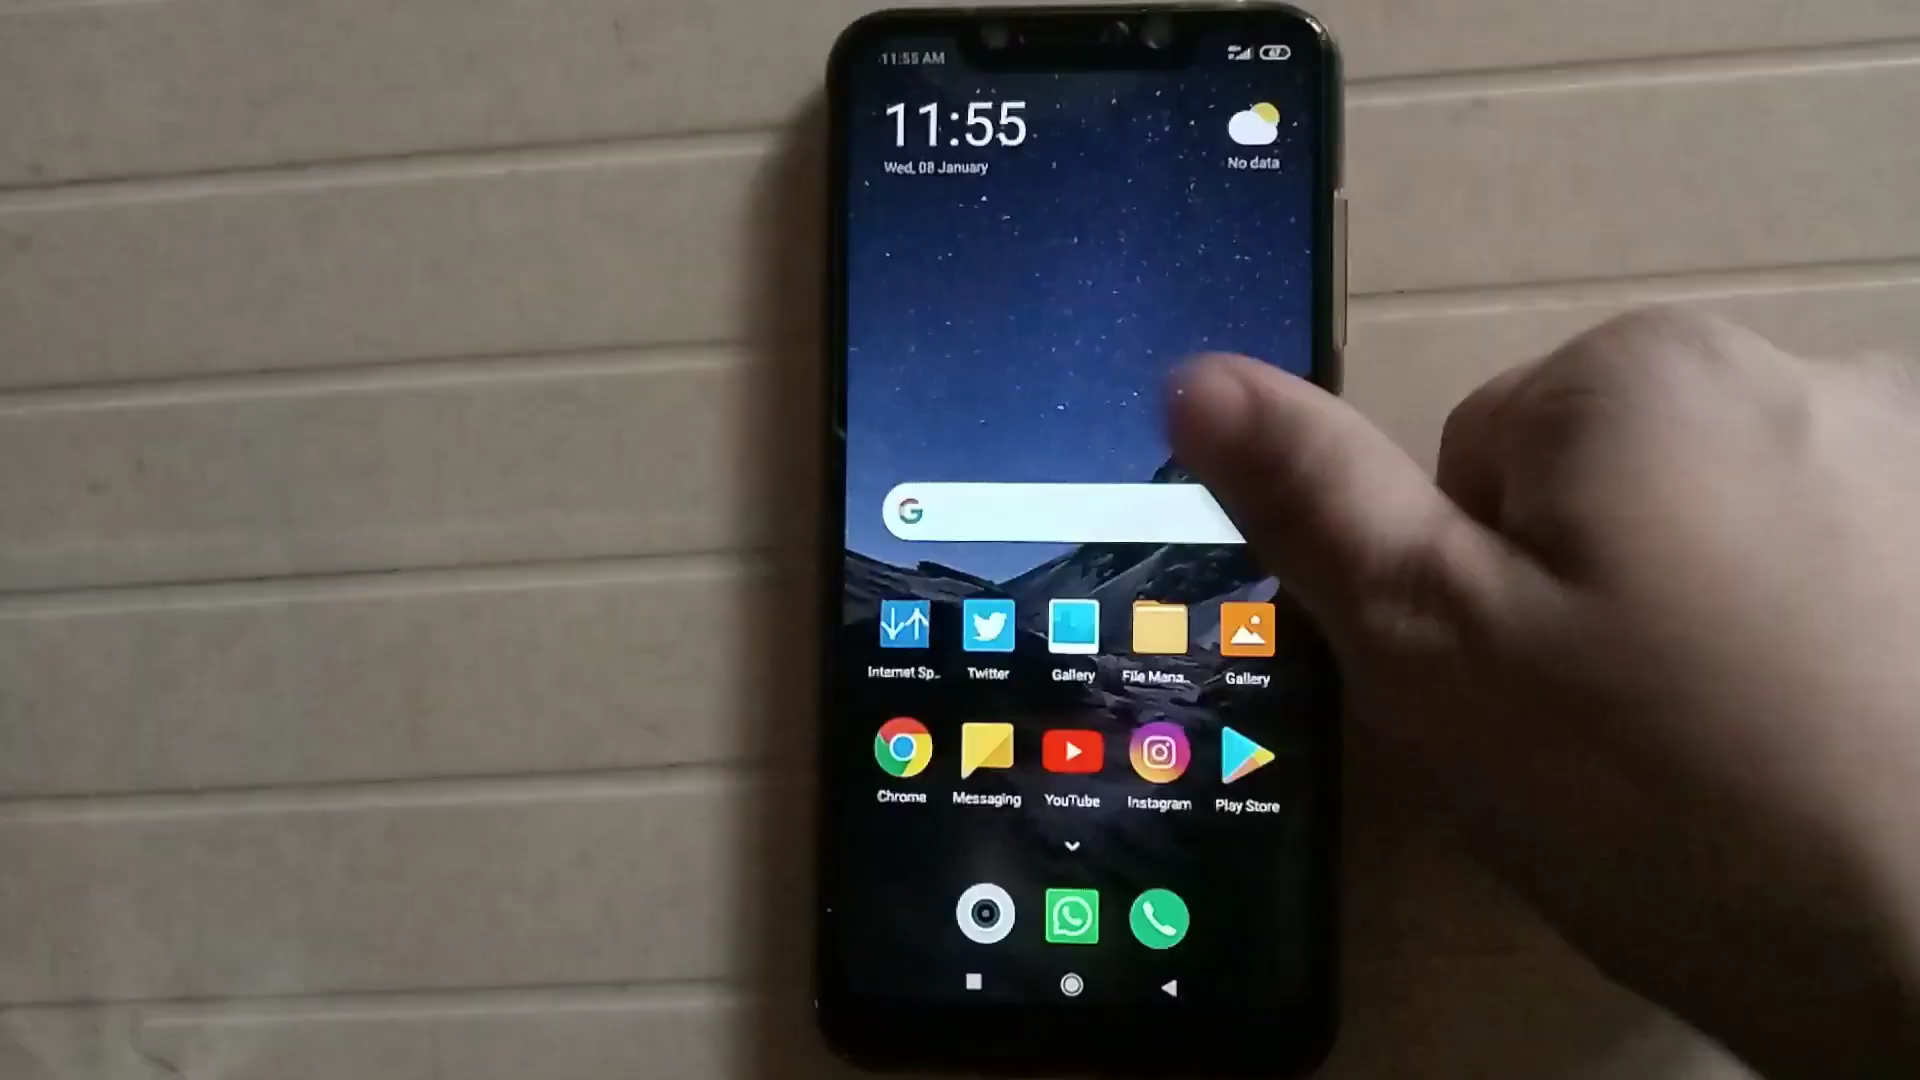 11:55 AM
67
11:55
Wed, 08 January
No data
G
Internet Sp..
Twitter
Gallery
File Mana..
Gallery
Chrome
Messaging
YouTube
Instagram
Play Store